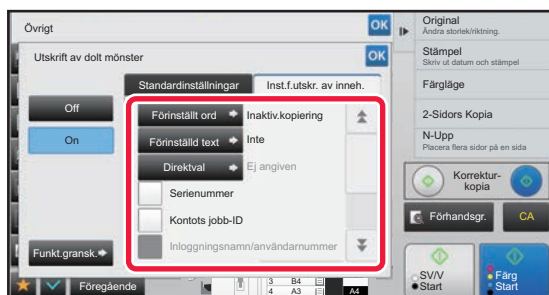 Övrigt
OK
Utskrift av dolt mönster
OK
Standardinställningar
Inst.f.utskr. av inneh.
Off
On
Förinställt ord
Inaktiv.kopiering
Förinställd text
Inte
Direktval
Ej angiven
Serienummer
Kontots jobb-ID
Inloggningsnamn/användarnummer
Funkt.gransk.
Föregående
3 B4
4 A3
A4
Original
Ändra storlek/riktning.
Stämpel
Skriv ut datum och stämpel
Färgläge
2-Sidors Kopia
N-Upp
Placera flera sidor på en sida
Korrektur-
kopia
Förhandsgr.
CA
SV/V
Start
Färg
Start